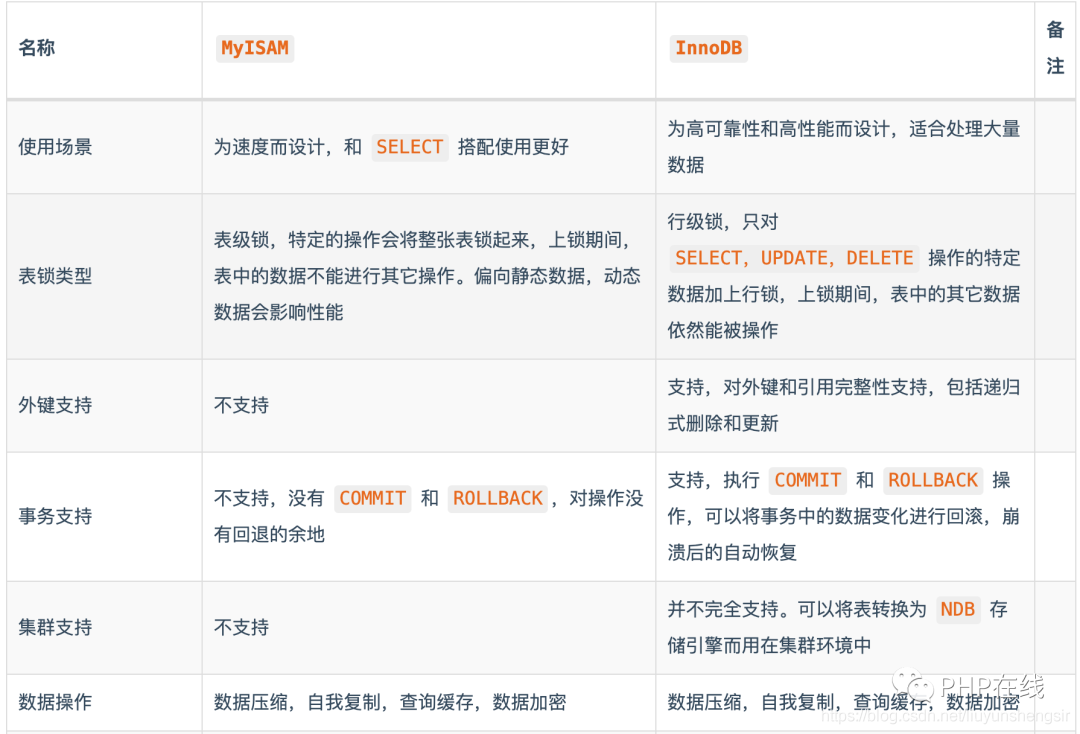 名称
MyISAM
InnoDB
备
注
使用场景
为速度而设计，和 SELECT 搭配使用更好
为高可靠性和高性能而设计，适合处理大量
数据
表锁类型
表级锁，特定的操作会将整张表锁起来，上锁期间，
表中的数据不能进行其它操作。偏向静态数据，动态
数据会影响性能
行级锁，只对
SELECT, UPDATE, DELETE 操作的特定
数据加上行锁，上锁期间，表中的其它数据
依然能被操作
外键支持
不支持
支持，对外键和引用完整性支持，包括递归
式删除和更新
事务支持
不支持，没有 COMMIT 和 ROLLBACK ，对操作没
有回退的余地
支持，执行 COMMIT 和 ROLLBACK 操
作，可以将事务中的数据变化进行回滚，崩
溃后的自动恢复
集群支持
不支持
并不完全支持。可以将表转换为 NDB 存
储引擎而用在集群环境中
数据操作
数据压缩，自我复制，查询缓存，数据加密
数据压缩，自我复制，查询缓存，数据加密
PHP在线
https://blog.csdn.net/liuyunshengsir